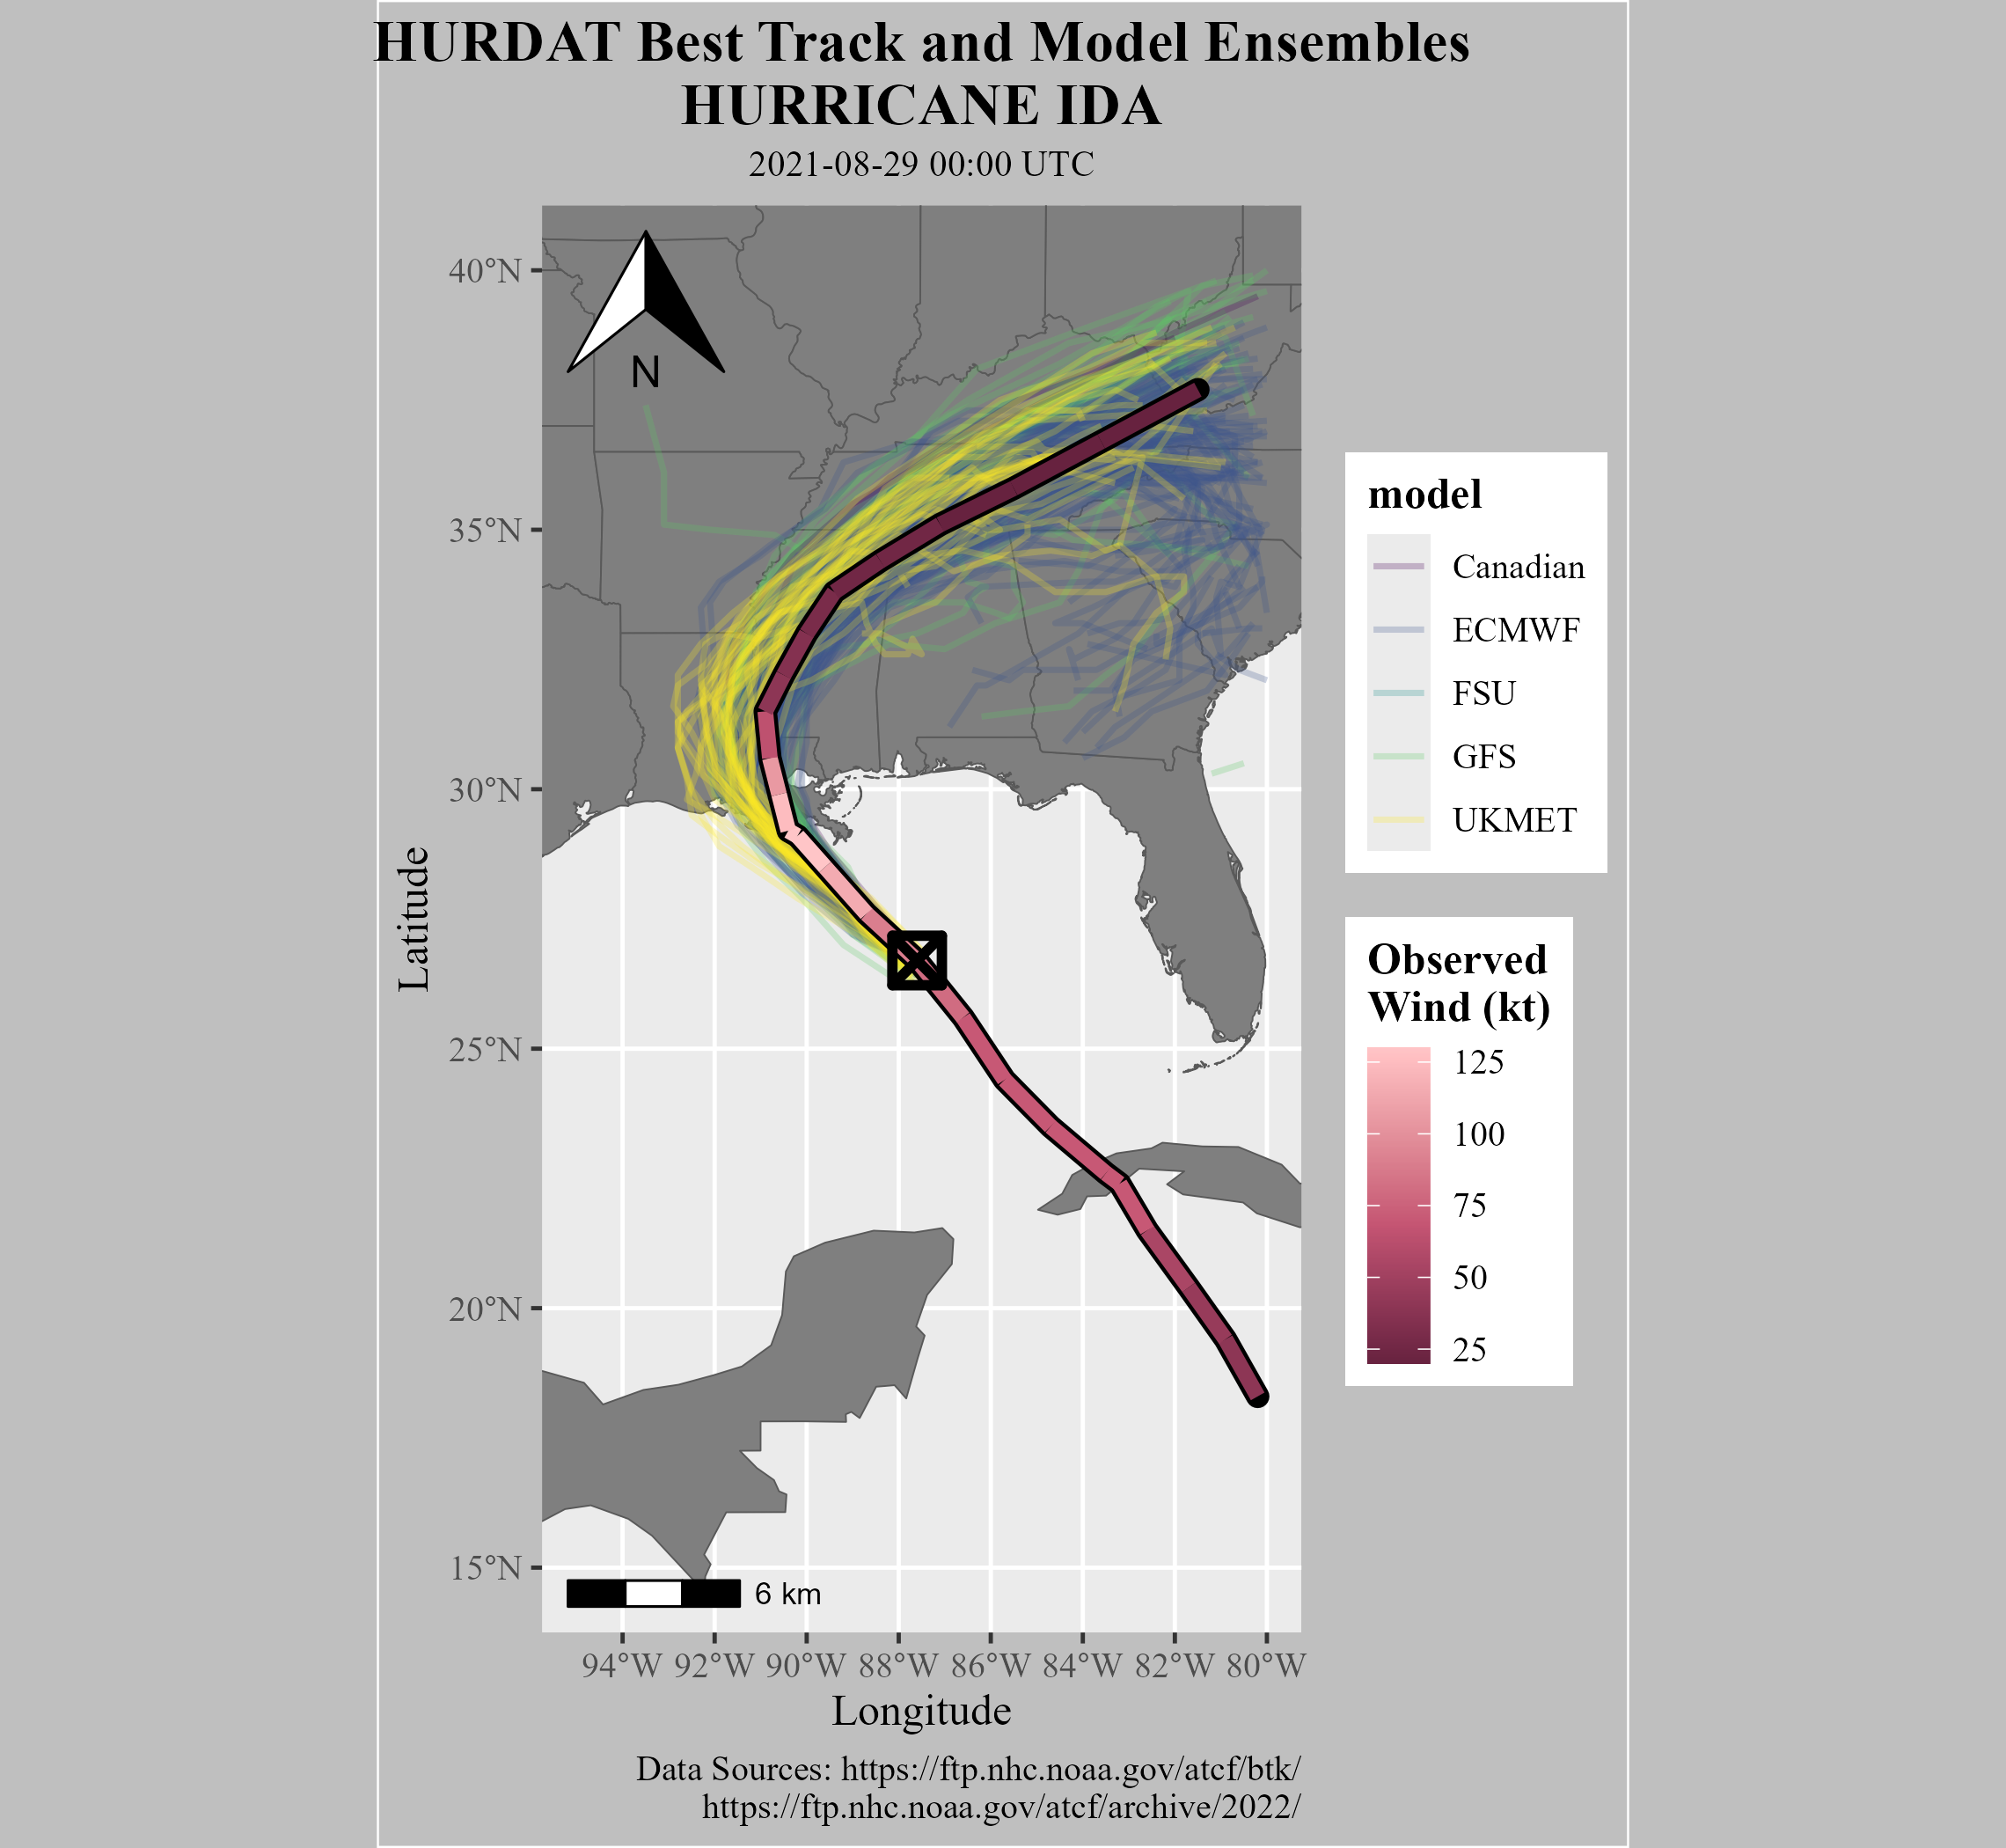 HURDAT Best Track and Model Ensembles
HURRICANE IDA
2021-08-29 00:00 UTC
N
40°N
35°N
30°N
25°N
20°N
15°N
Latitude
6 km
94°W 92°W 90°W 88°W 86°W 84°W 82°W 80°W
Longitude
model
Canadian
ECMWF
FSU
GFS
UKMET
Observed
Wind (kt)
125
100
75
50
25
Data Sources: https://ftp.nhc.noaa.gov/atcf/btk/
https://ftp.nhc.noaa.gov/atcf/archive/2022/